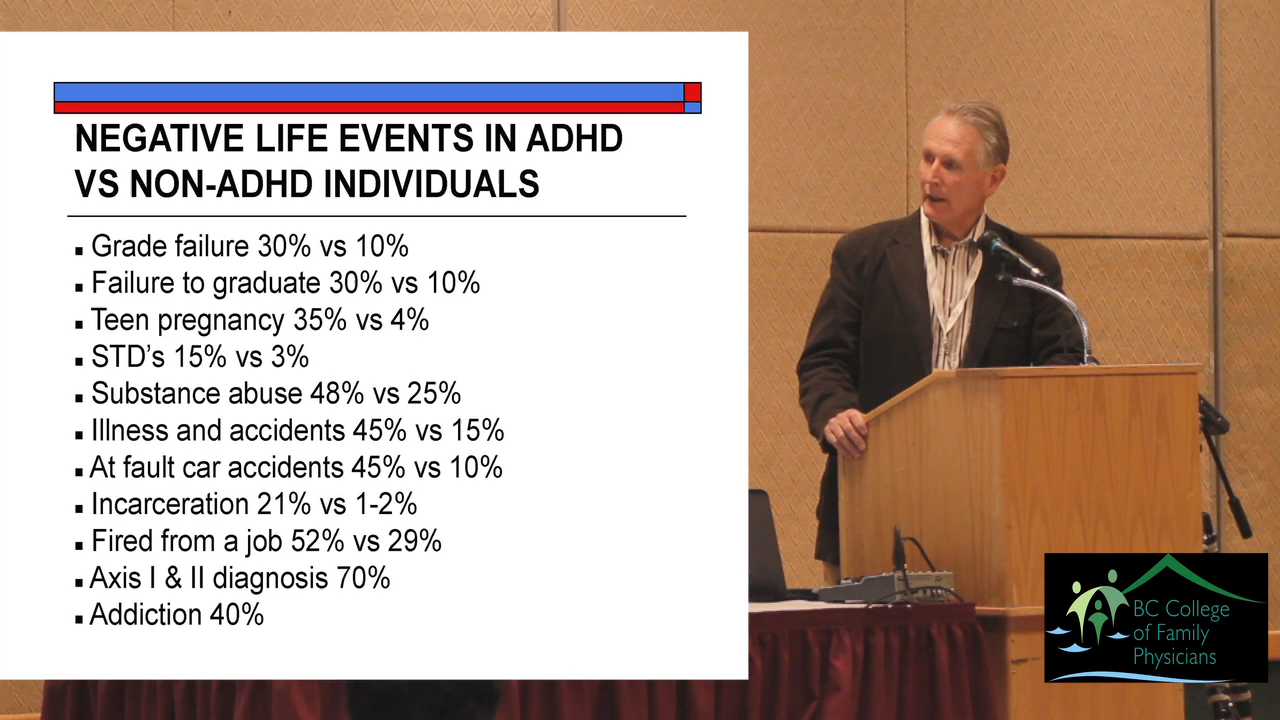 NEGATIVE LIFE EVENTS IN ADHD
VS NON-ADHD INDIVIDUALS
▪ Grade failure 30% vs 10%
▪ Failure to graduate 30% vs 10%
▪ Teen pregnancy 35% vs 4%
▪ STD’s 15% vs 3%
▪ Substance abuse 48% vs 25%
▪ Illness and accidents 45% vs 15%
▪ At fault car accidents 45% vs 10%
▪ Incarceration 21% vs 1-2%
▪ Fired from a job 52% vs 29%
▪ Axis I & II diagnosis 70%
▪ Addiction 40%
BC College
of Family
Physicians